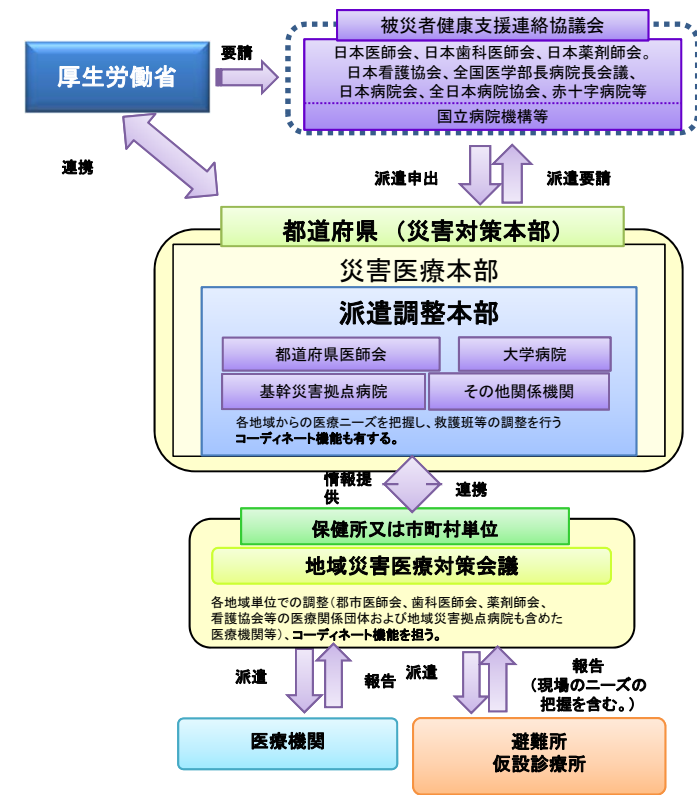 被災者健康支援連絡協議会
厚生労働省
要請
日本医師会、日本歯科医師会、日本薬剤師会。
日本看護協会、全国医学部長病院長会議、
日本病院会、全日本病院協会、赤十字病院等
国立病院機構等
連携
派遣申出
派遣要請
都道府県 （災害対策本部）
災害医療本部
派遣調整本部
都道府県医師会
大学病院
基幹災害拠点病院
その他関係機関
各地域からの医療ニーズを把握し、救護班等の調整を行う
コーディネート機能も有する。
情報提
供
連携
保健所又は市町村単位
地域災害医療対策会議
各地域単位での調整（郡市医師会、歯科医師会、薬剤師会、
看護協会等の医療関係団体および地域災害拠点病院も含めた
医療機関等）、コーディネート機能を担う。
派遣
報告
派遣
報告
（現場のニーズの
把握を含む。）
医療機関
避難所
仮設診療所